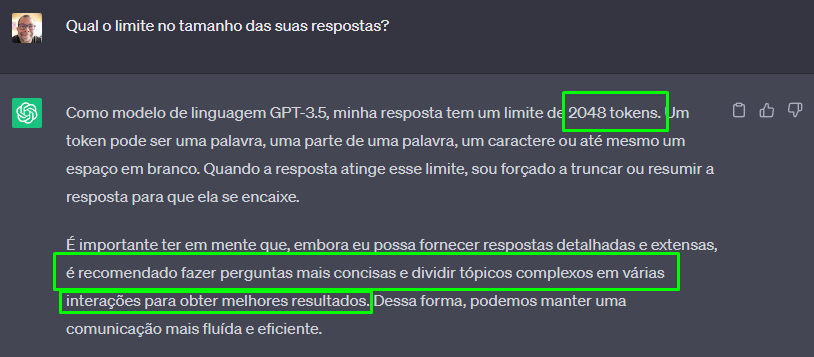 Qual o limite no tamanho das suas respostas?
Como modelo de linguagem GPT-3.5, minha resposta tem um limite de 2048 tokens. Um
token pode ser uma palavra, uma parte de uma palavra, um caractere ou até mesmo um
espaço em branco. Quando a resposta atinge esse limite, sou forçado a truncar ou resumir a
resposta para que ela se encaixe.
É importante ter em mente que, embora eu possa fornecer respostas detalhadas e extensas,
é recomendado fazer perguntas mais concisas e dividir tópicos complexos em várias
interações para obter melhores resultados. Dessa forma, podemos manter uma
comunicação mais fluída e eficiente.